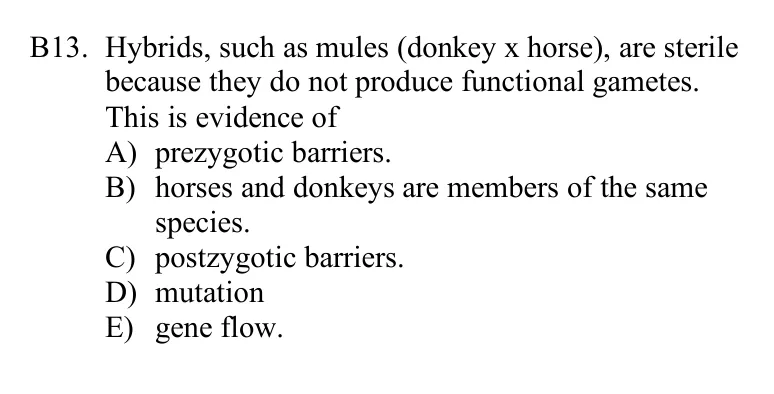 B13. Hybrids, such as mules (donkey x horse), are sterile
because they do not produce functional gametes.
This is evidence of
A) prezygotic barriers.
B) horses and donkeys are members of the same
species.
C) postzygotic barriers.
D) mutation
E) gene flow.